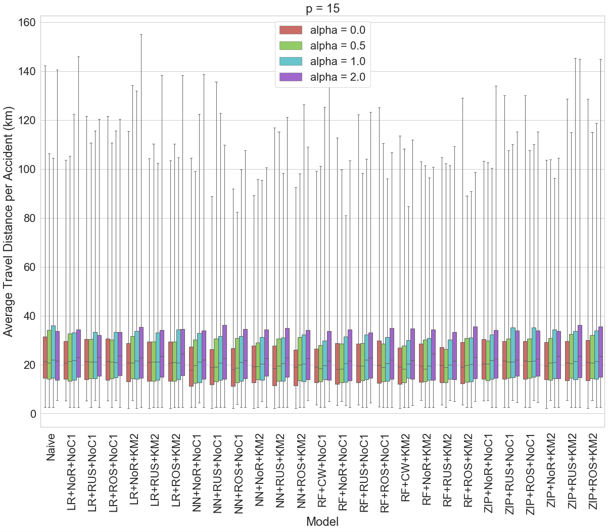 p = 15
alpha = 0.0
alpha = 0.5
alpha = 1.0
alpha = 2.0
Average Travel Distance per Accident (km)
160
140
120
100
80
60
40
20
0
Naive
LR+NoR+NoC1
LR+RUS+NoC1
LR+ROS+NoC1
LR+NoR+KM2
LR+RUS+KM2
LR+ROS+KM2
NN+NoR+NoC1
NN+RUS+NoC1
NN+ROS+NoC1
NN+NoR+KM2
NN+RUS+KM2
NN+ROS+KM2
RF+CW+NoC1
RF+NoR+NoC1
RF+RUS+NoC1
RF+ROS+NoC1
RF+CW+KM2
RF+NoR+KM2
RF+RUS+KM2
RF+ROS+KM2
ZIP+NoR+NoC1
ZIP+RUS+NoC1
ZIP+ROS+NoC1
ZIP+NoR+KM2
ZIP+RUS+KM2
ZIP+ROS+KM2
Model